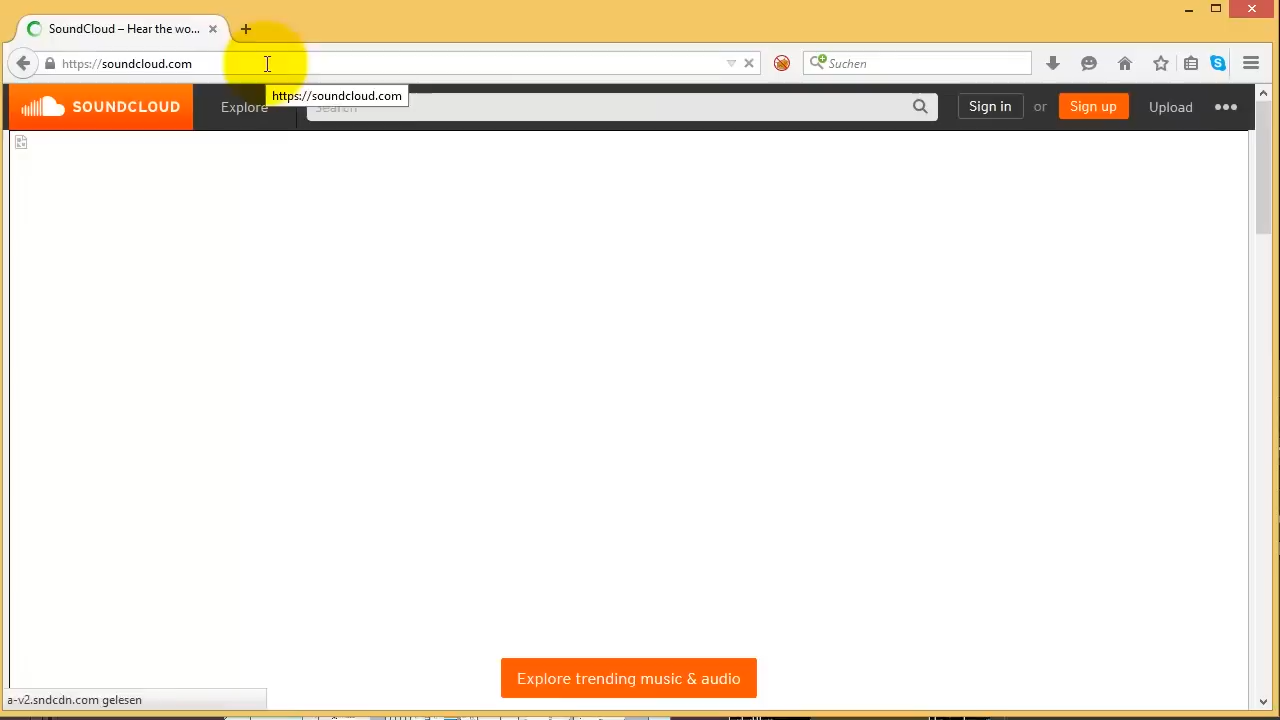 SoundCloud – Hear the wo...
https://soundcloud.com
Suchen
https://soundcloud.com
SOUNDCLOUD
Explore
Search
Sign in
or
Sign up
Upload
Explore trending music & audio
a-v2.sndcdn.com gelesen